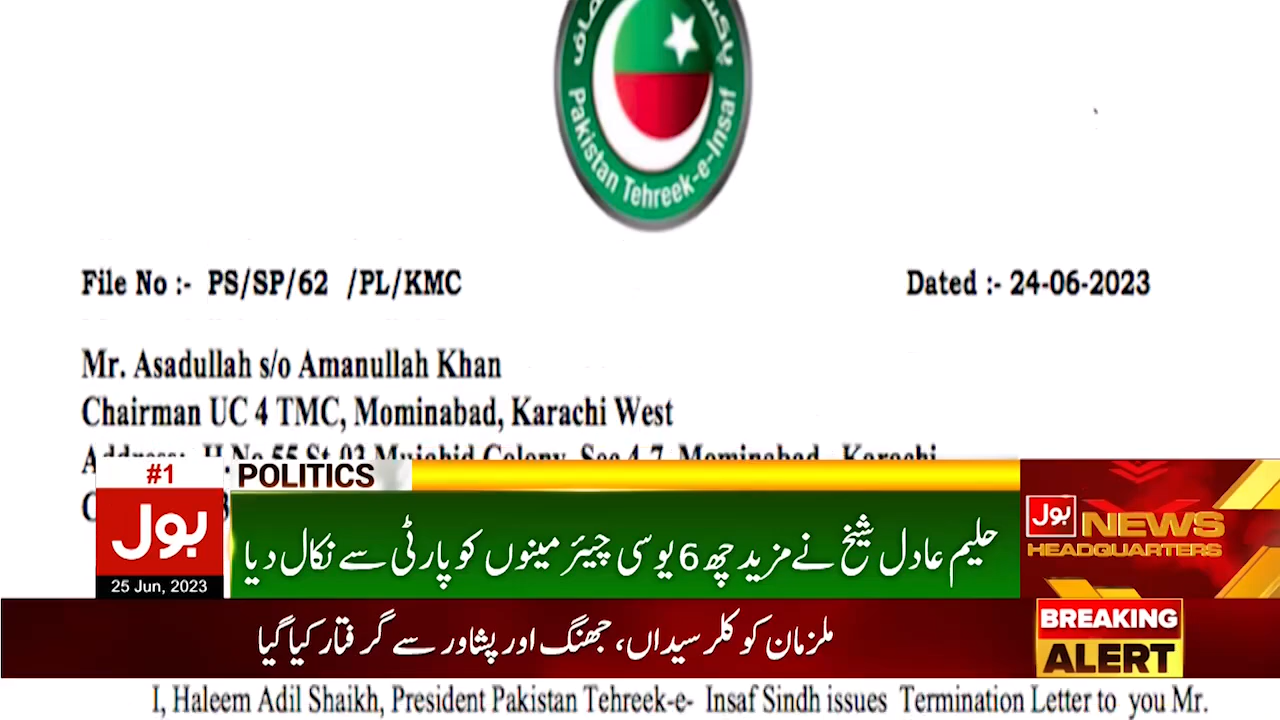 Pakistan Tehreek-e-Insaf
File No :- PS/SP/62 /PL/KMC
Dated :- 24-06-2023
Mr. Asadullah s/o Amanullah Khan
Chairman UC 4 TMC, Mominabad, Karachi West
#1
POLITICS
بول
25 Jun, 2023
حلیم عادل شیخ نے مزید چھ 6 یوسی چیئرمینوں کو پارٹی سے نکال دیا
بول NEWS
HEADQUARTERS
ملزمان کو کلر سیداں، جھنگ اور پشاور سے گرفتار کیا گیا
BREAKING
ALERT
I, Haleem Adil Shaikh, President Pakistan Tehreek-e- Insaf Sindh issues Termination Letter to you Mr.